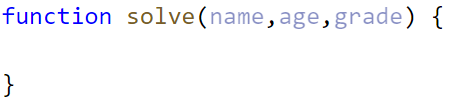 function solve(name,age,grade) {
}